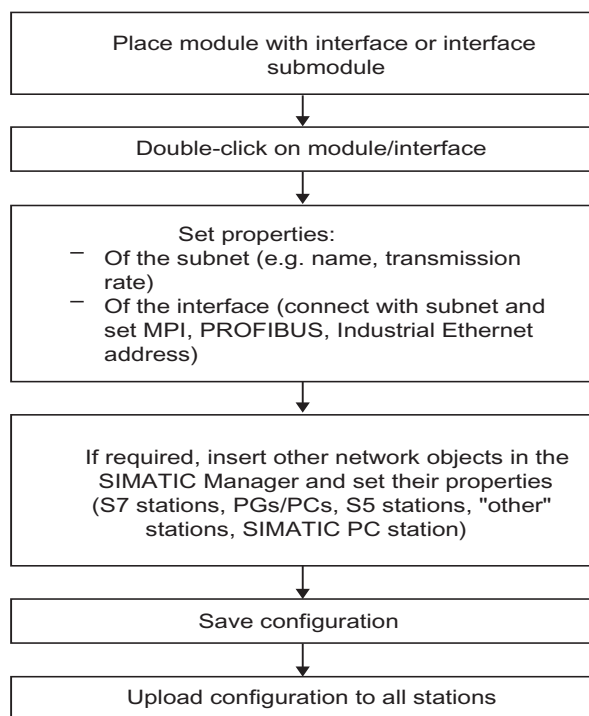 Place module with interface or interface
submodule
Double-click on module/interface
Set properties:
– Of the subnet (e.g. name, transmission
rate)
– Of the interface (connect with subnet and
set MPI, PROFIBUS, Industrial Ethernet
address)
If required, insert other network objects in the
SIMATIC Manager and set their properties
(S7 stations, PGs/PCs, S5 stations, "other"
stations, SIMATIC PC station)
Save configuration
Upload configuration to all stations